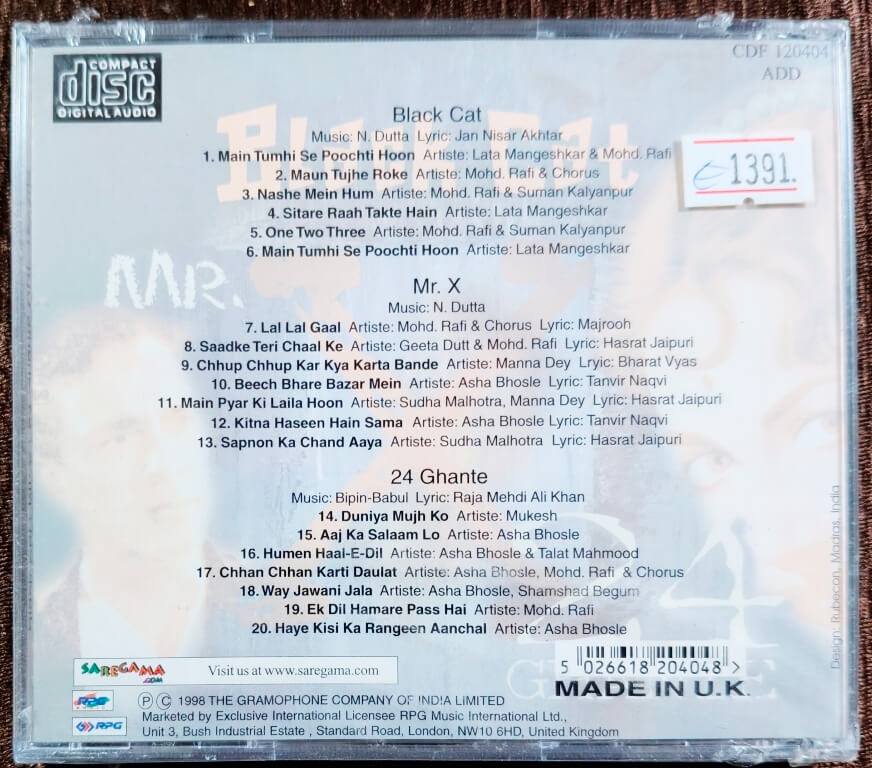 COMPACT
disc
DIGITAL AUDIO
CDF 120404
ADD
Black Cat
Music: N. Dutta Lyric: Jan Nisar Akhtar
1. Main Tumhi Se Poochti Hoon Artiste: Lata Mangeshkar & Mohd. Rafi
2. Maun Tujhe Roke Artiste: Mohd. Rafi & Chorus
3. Nashe Mein Hum Artiste: Mohd. Rafi & Suman Kalyanpur
4. Sitare Raah Takte Hain Artiste: Lata Mangeshkar
5. One Two Three Artiste: Mohd. Rafi & Suman Kalyanpur
6. Main Tumhi Se Poochti Hoon Artiste: Lata Mangeshkar
1391.
Black Cat
MR.
Mr. X
Music: N. Dutta
7. Lal Lal Gaal Artiste: Mohd. Rafi & Chorus Lyric: Majrooh
8. Saadke Teri Chaal Ke Artiste: Geeta Dutt & Mohd. Rafi Lyric: Hasrat Jaipuri
9. Chhup Chhup Kar Kya Karta Bande Artiste: Manna Dey Lryic: Bharat Vyas
10. Beech Bhare Bazar Mein Artiste: Asha Bhosle Lyric: Tanvir Naqvi
11. Main Pyar Ki Laila Hoon Artiste: Sudha Malhotra, Manna Dey Lyric: Hasrat Jaipuri
12. Kitna Haseen Hain Sama Artiste: Asha Bhosle Lyric: Tanvir Naqvi
13. Sapnon Ka Chand Aaya Artiste: Sudha Malhotra Lyric: Hasrat Jaipuri
24 Ghante
Music: Bipin-Babul Lyric: Raja Mehdi Ali Khan
14. Duniya Mujh Ko Artiste: Mukesh
15. Aaj Ka Salaam Lo Artiste: Asha Bhosle
16. Humen Haal-E-Dil Artiste: Asha Bhosle & Talat Mahmood
17. Chhan Chhan Karti Daulat Artiste: Asha Bhosle, Mohd. Rafi & Chorus
18. Way Jawani Jala Artiste: Asha Bhosle, Shamshad Begum
19. Ek Dil Hamare Pass Hai Artiste: Mohd. Rafi
20. Haye Kisi Ka Rangeen Aanchal Artiste: Asha Bhosle
24
Design: Rubecon, Madras, India
SAREGAMA.COM
Visit us at www.saregama.com
5 026618 204048 >
MADE IN U.K.
RPG
Ⓟ Ⓒ 1998 THE GRAMOPHONE COMPANY OF INDIA LIMITED
Marketed by Exclusive International Licensee RPG Music International Ltd.,
Unit 3, Bush Industrial Estate , Standard Road, London, NW10 6HD, United Kingdom